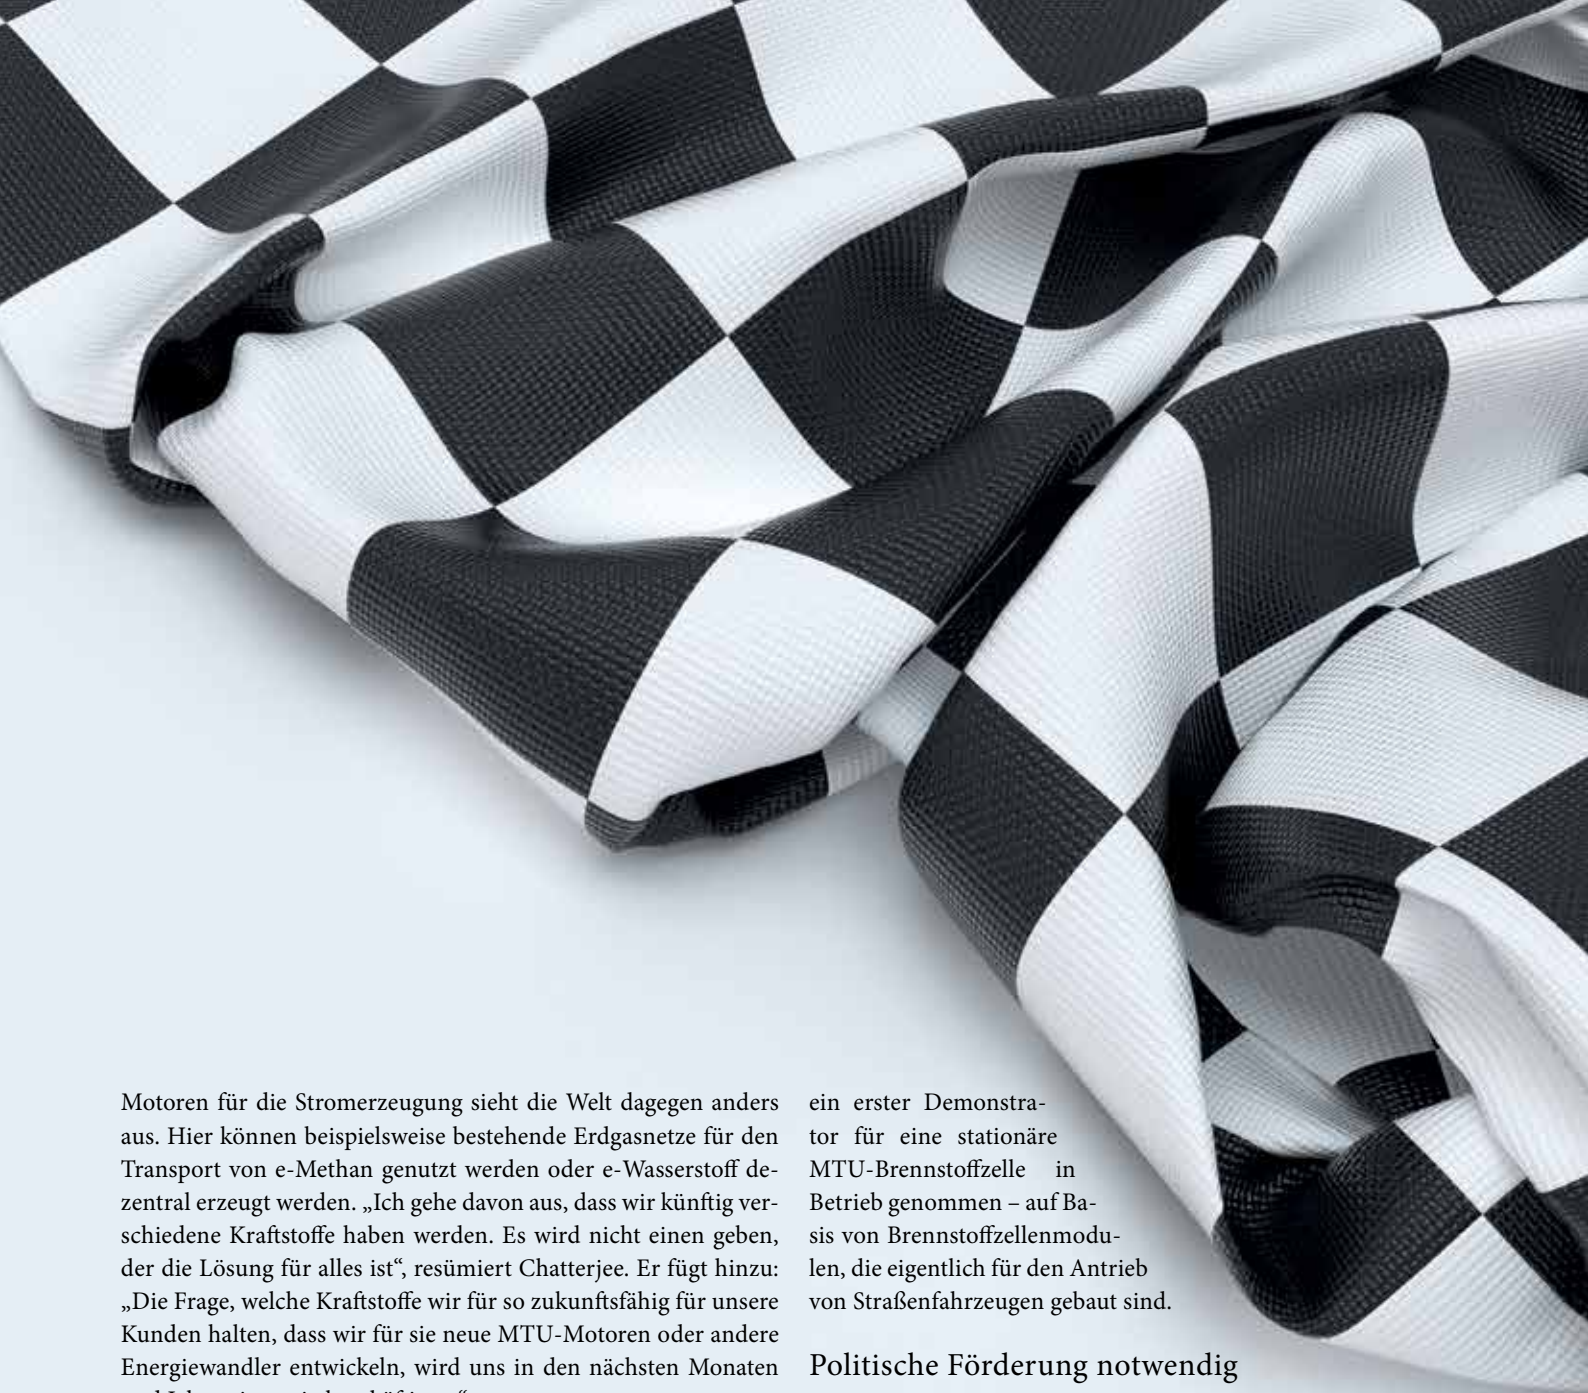 Motoren für die Stromerzeugung sieht die Welt dagegen anders
aus. Hier können beispielsweise bestehende Erdgasnetze für den
Transport von e-Methan genutzt werden oder e-Wasserstoff de-
zentral erzeugt werden. „Ich gehe davon aus, dass wir künftig ver-
schiedene Kraftstoffe haben werden. Es wird nicht einen geben,
der die Lösung für alles ist“, resümiert Chatterjee. Er fügt hinzu:
„Die Frage, welche Kraftstoffe wir für so zukunftsfähig für unsere
Kunden halten, dass wir für sie neue MTU-Motoren oder andere
Energiewandler entwickeln, wird uns in den nächsten Monaten
ein erster Demonstra-
tor für eine stationäre
MTU-Brennstoffzelle in
Betrieb genommen – auf Ba-
sis von Brennstoffzellenmodu-
len, die eigentlich für den Antrieb
von Straßenfahrzeugen gebaut sind.
Politische Förderung notwendig